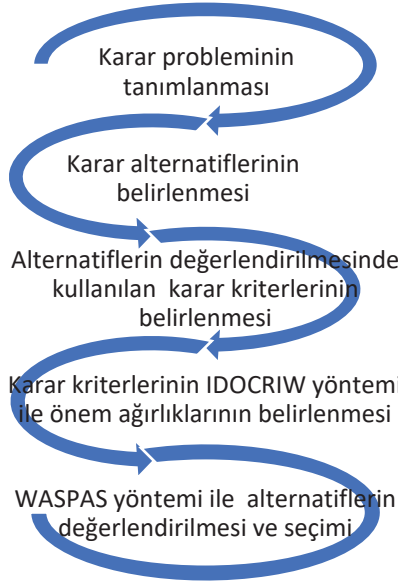 Karar probleminin
tanımlanması
Karar alternatiflerinin
belirlenmesi
Alternatiflerin değerlendirilmesinde
kullanılan karar kriterlerinin
belirlenmesi
Karar kriterlerinin IDOCRIW yöntemi
ile önem ağırlıklarının belirlenmesi
WASPAS yöntemi ile alternatiflerin
değerlendirilmesi ve seçimi